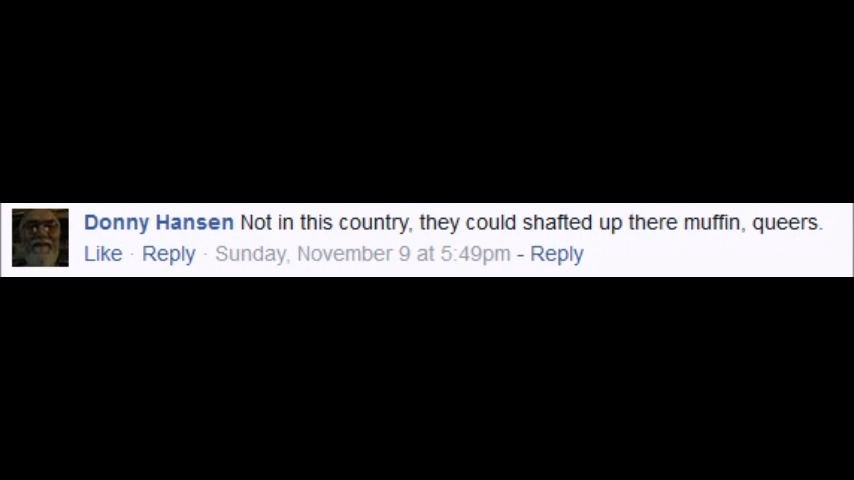 Donny Hansen Not in this country, they could shafted up there muffin, queers.
Like · Reply · Sunday, November 9 at 5:49pm - Reply